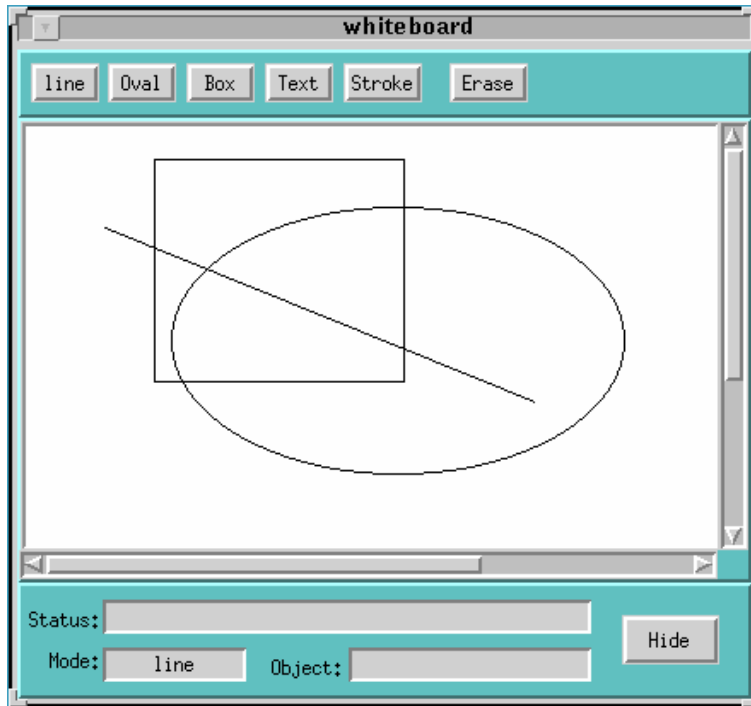 whiteboard
line Oval Box Text Stroke Erase
Status:
Hide
Mode: line Object: